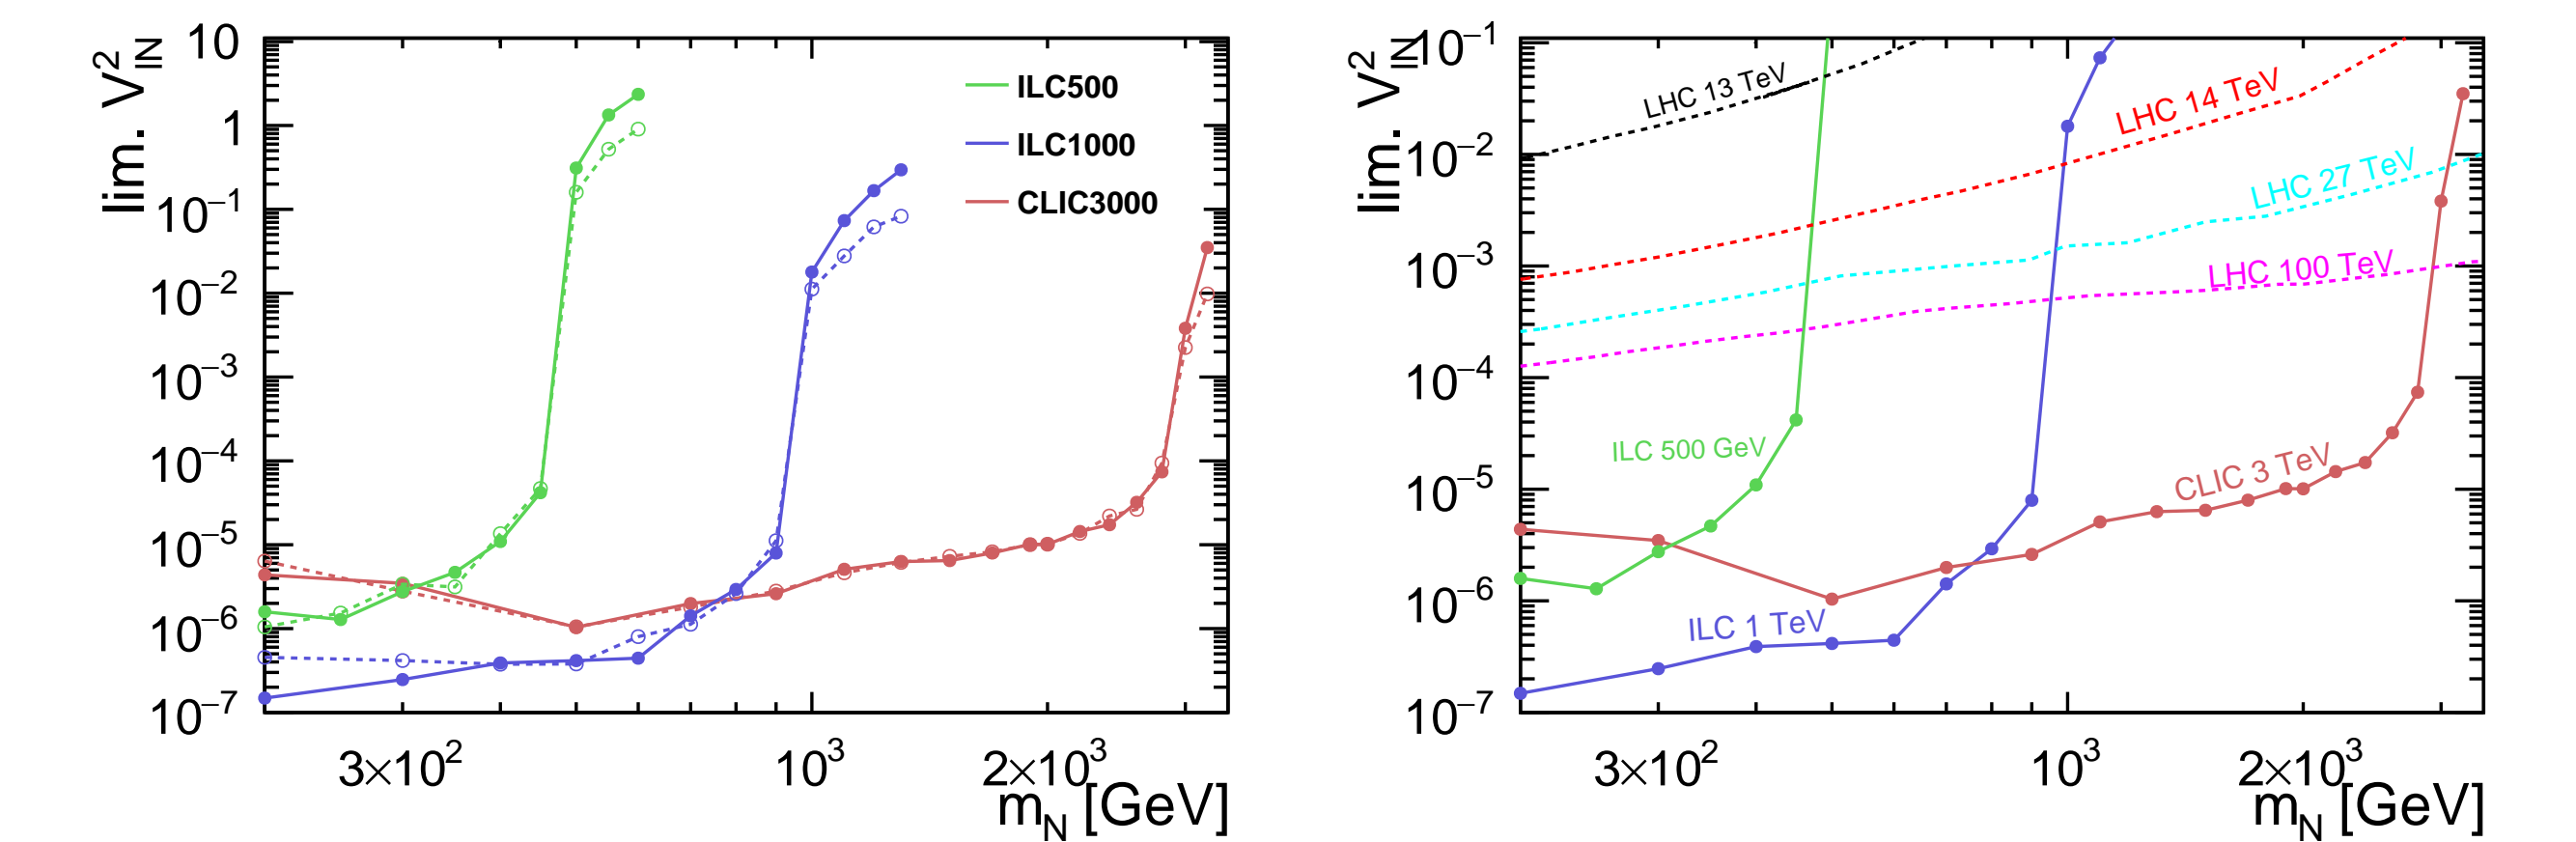 lim. V²_lN
10
1
10⁻¹
10⁻²
10⁻³
10⁻⁴
10⁻⁵
10⁻⁶
10⁻⁷
3×10²
10³
2×10³
m_N [GeV]
ILC500
ILC1000
CLIC3000
lim. V²_lN
10⁻¹
10⁻²
10⁻³
10⁻⁴
10⁻⁵
10⁻⁶
10⁻⁷
3×10²
10³
2×10³
m_N [GeV]
LHC 13 TeV
LHC 14 TeV
LHC 27 TeV
LHC 100 TeV
ILC 500 GeV
CLIC 3 TeV
ILC 1 TeV